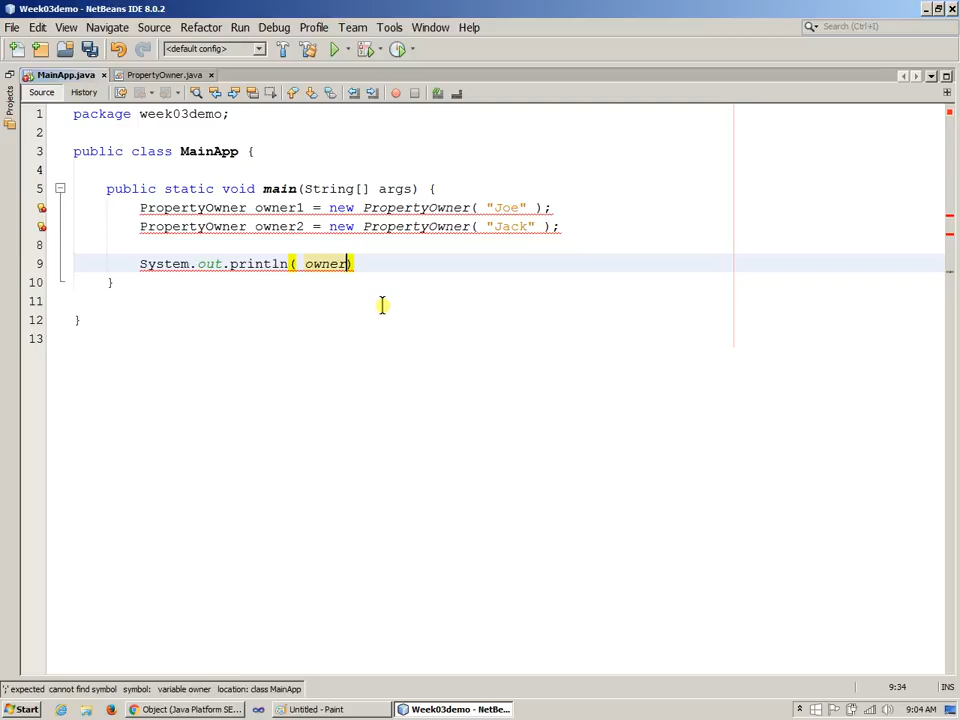 Week03demo - NetBeans IDE 8.0.2
File Edit View Navigate Source Refactor Run Debug Profile Team Tools Window Help
Search (Ctrl+I)
<default config>
MainApp.java PropertyOwner.java
Source History
Projects
1 package week03demo;
2
3 public class MainApp {
4
5 public static void main(String[] args) {
PropertyOwner owner1 = new PropertyOwner( "Joe" );
PropertyOwner owner2 = new PropertyOwner( "Jack" );
8
9 System.out.println( owner)
10 }
11
12 }
13
';' expected cannot find symbol symbol: variable owner location: class MainApp
9:34 INS
Start Object (Java Platform SE... Untitled - Paint Week03demo - NetBe... 9:04 AM